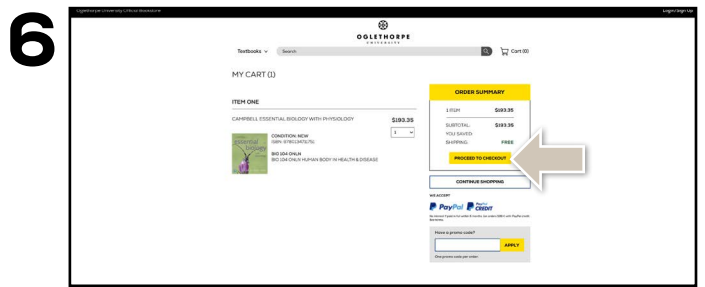 6
Oglethorpe University Official Bookstore
Login / Sign Up
OGLETHORPE
UNIVERSITY
Textbooks
Search
Cart (0)
MY CART (1)
ORDER SUMMARY
ITEM ONE
1 ITEM $193.35
CAMPBELL ESSENTIAL BIOLOGY WITH PHYSIOLOGY $193.35
SUBTOTAL: $193.35
1
YOU SAVED:
CONDITION: NEW
SHIPPING: FREE
essential
biology
BIO 104 ONLN
BIO 104 ONLN HUMAN BODY IN HEALTH & DISEASE
PROCEED TO CHECKOUT
CONTINUE SHOPPING
WE ACCEPT
PayPal PayPal CREDIT
Have a promo code?
APPLY
One promo code per order.